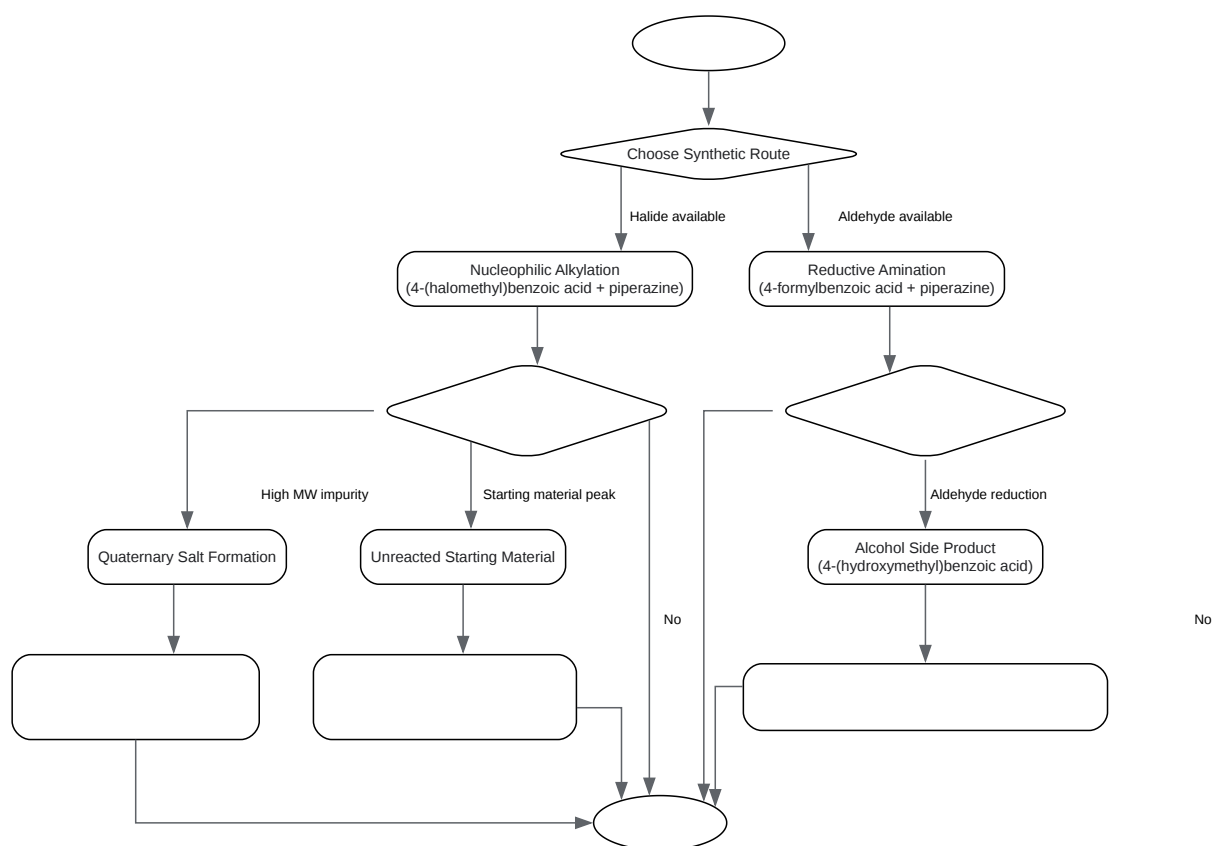 Choose Synthetic Route
Halide available
Aldehyde available
Nucleophilic Alkylation
(4-(halomethyl)benzoic acid + piperazine)
Reductive Amination
(4-formylbenzoic acid + piperazine)
High MW impurity
Starting material peak
Aldehyde reduction
Quaternary Salt Formation
Unreacted Starting Material
Alcohol Side Product
(4-(hydroxymethyl)benzoic acid)
No
No